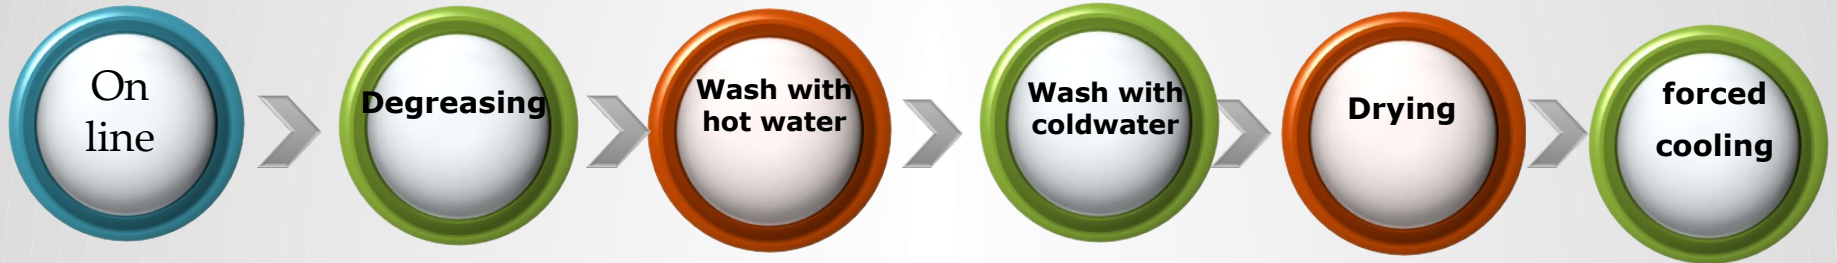 On
line
Degreasing
Wash with
hot water
Wash with
coldwater
Drying
forced
cooling